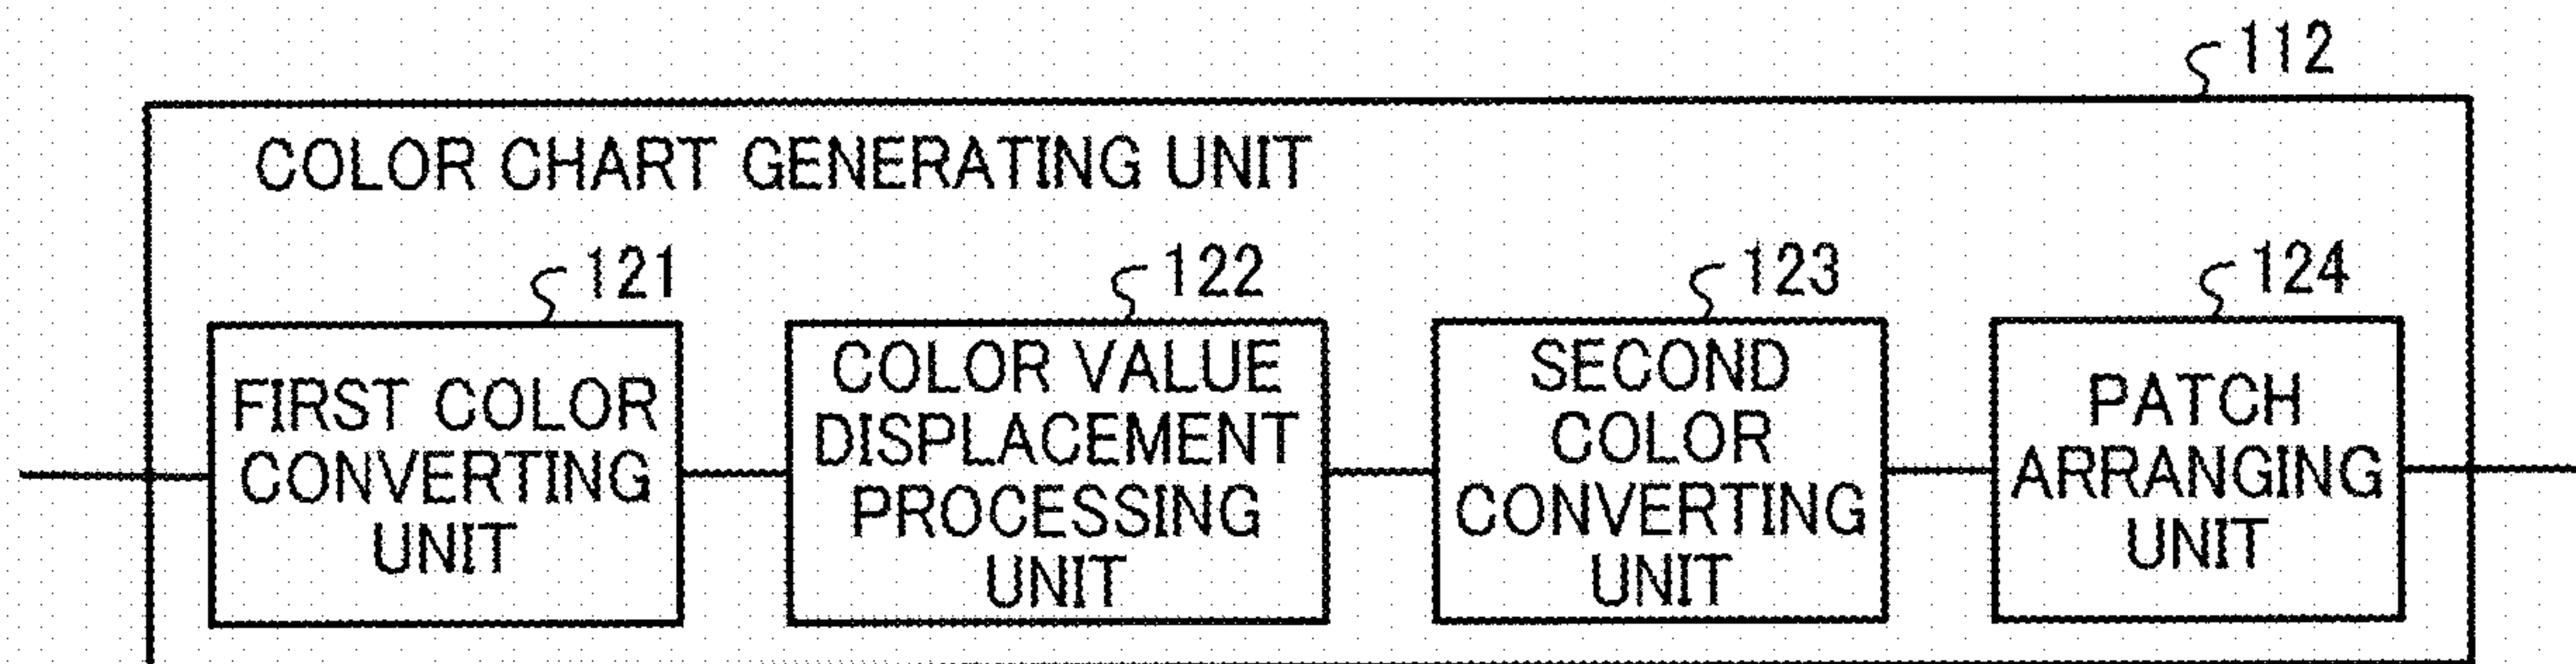 112
COLOR CHART GENERATING UNIT
121
FIRST COLOR
CONVERTING
UNIT
122
COLOR VALUE
DISPLACEMENT
PROCESSING
UNIT
123
SECOND
COLOR
CONVERTING
UNIT
124
PATCH
ARRANGING
UNIT